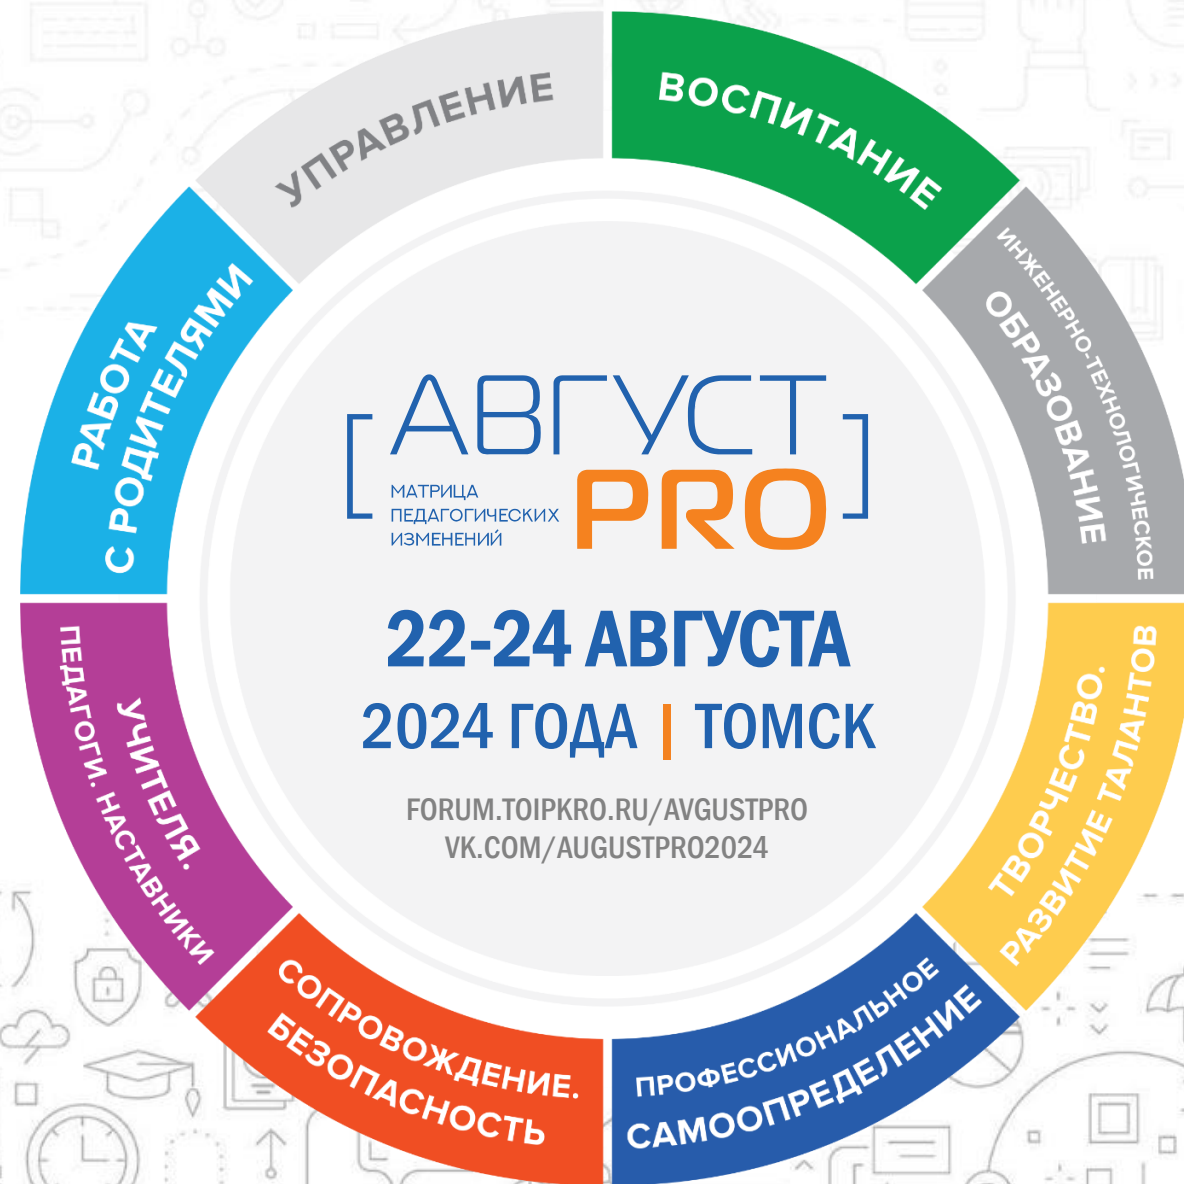 УПРАВЛЕНИЕ
ВОСПИТАНИЕ
ИНЖЕНЕРНО-ТЕХНОЛОГИЧЕСКОЕ
ОБРАЗОВАНИЕ
ТВОРЧЕСТВО.
РАЗВИТИЕ ТАЛАНТОВ
ПРОФЕССИОНАЛЬНОЕ
САМООПРЕДЕЛЕНИЕ
СОПРОВОЖДЕНИЕ.
БЕЗОПАСНОСТЬ
УЧИТЕЛЯ.
ПЕДАГОГИ. НАСТАВНИКИ
РАБОТА
С РОДИТЕЛЯМИ
[АВГУСТ
PRO]
МАТРИЦА
ПЕДАГОГИЧЕСКИХ
ИЗМЕНЕНИЙ
22-24 АВГУСТА
2024 ГОДА | ТОМСК
FORUM.TOIPKRO.RU/AVGUSTPRO
VK.COM/AUGUSTPRO2024